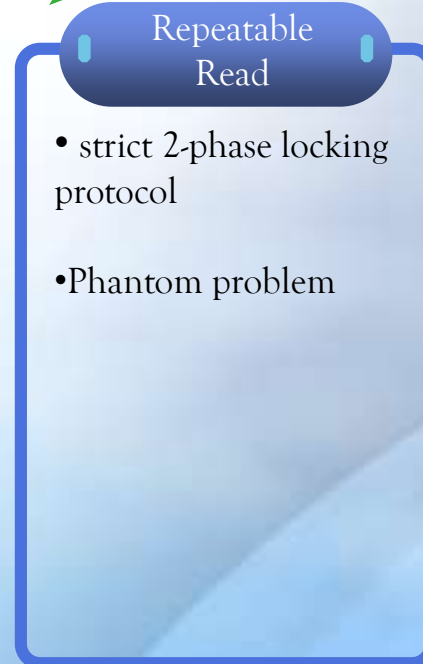 Repeatable
Read
• strict 2-phase locking
protocol
•Phantom problem